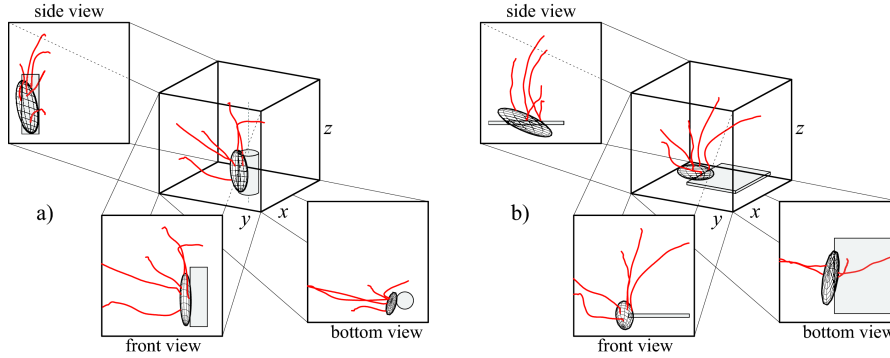 side view
side view
z
z
a)
y
x
b)
y
x
front view
bottom view
front view
bottom view